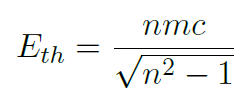 E_{th} = \frac{nmc}{\sqrt{n^2 - 1}}